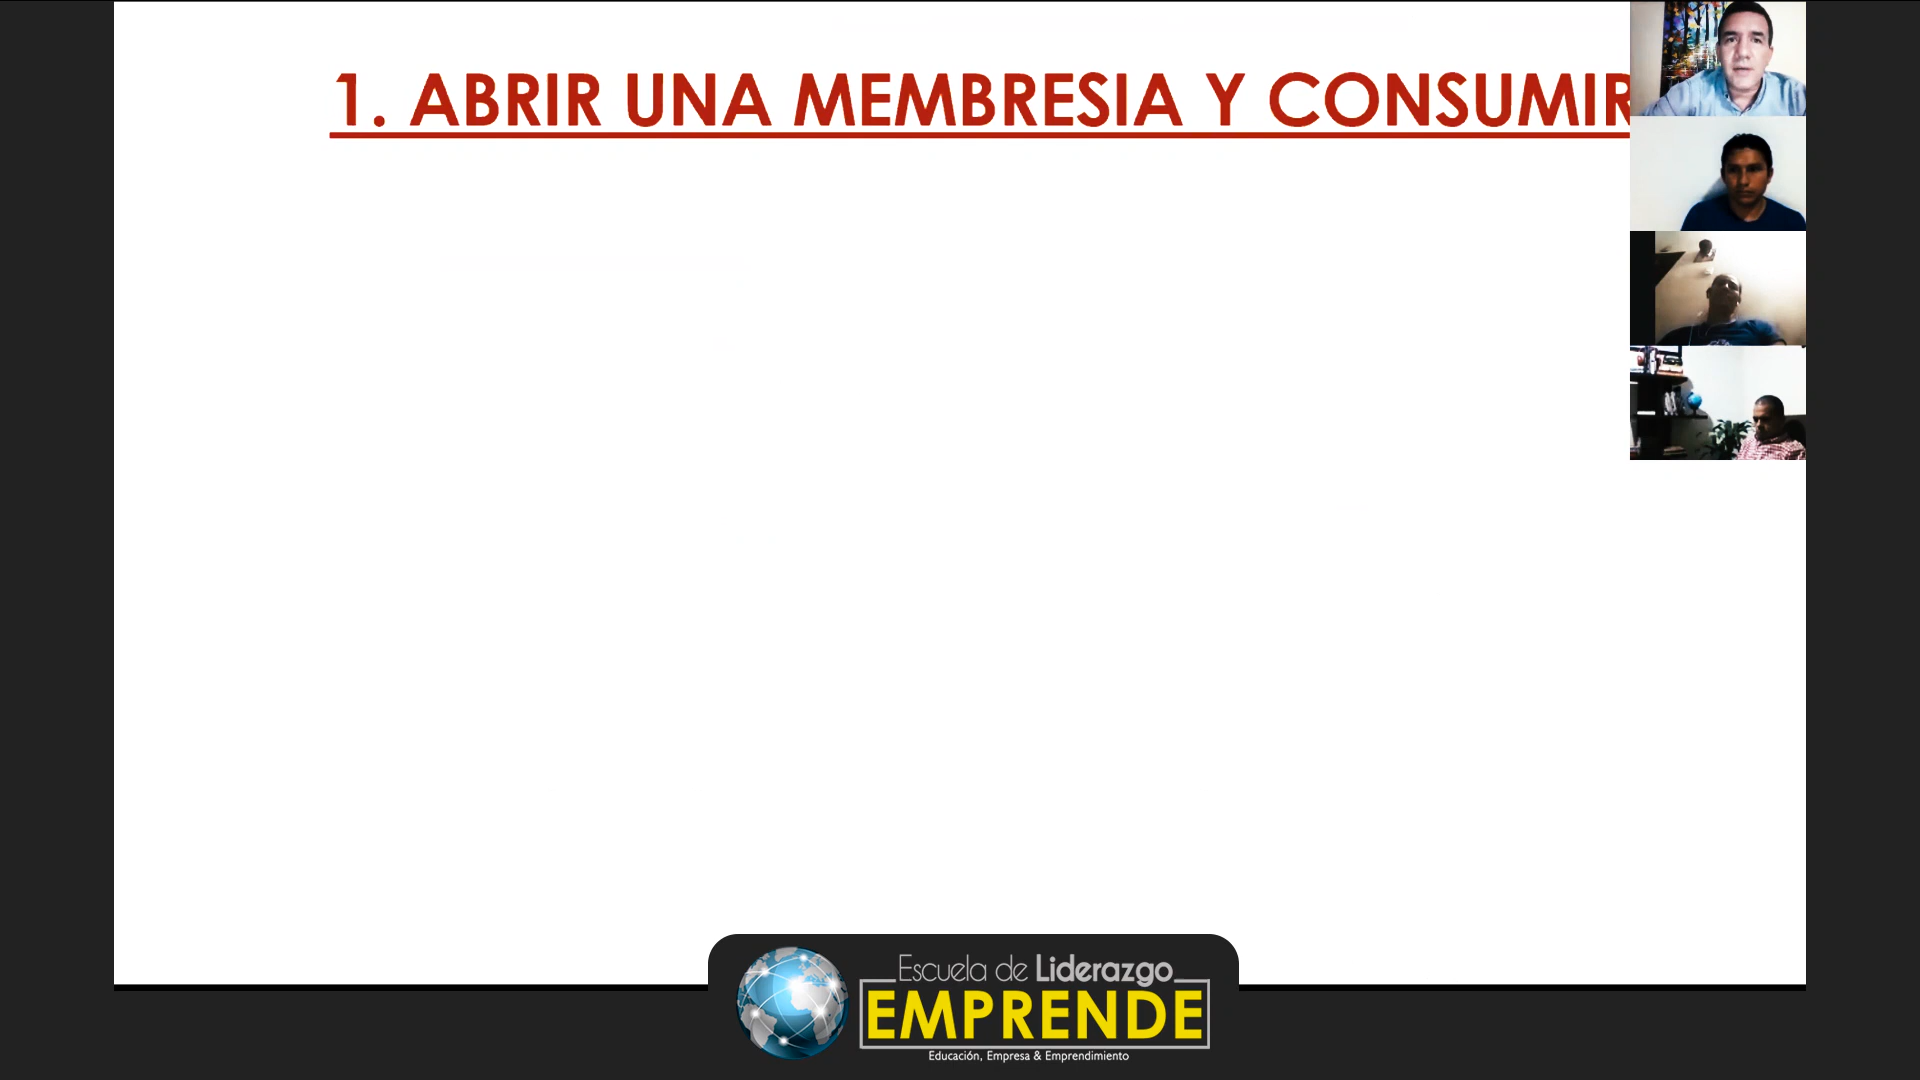 1. ABRIR UNA MEMBRESIA Y CONSUMIR
Escuela de Liderazgo
EMPRENDE
Educación, Empresa & Emprendimiento